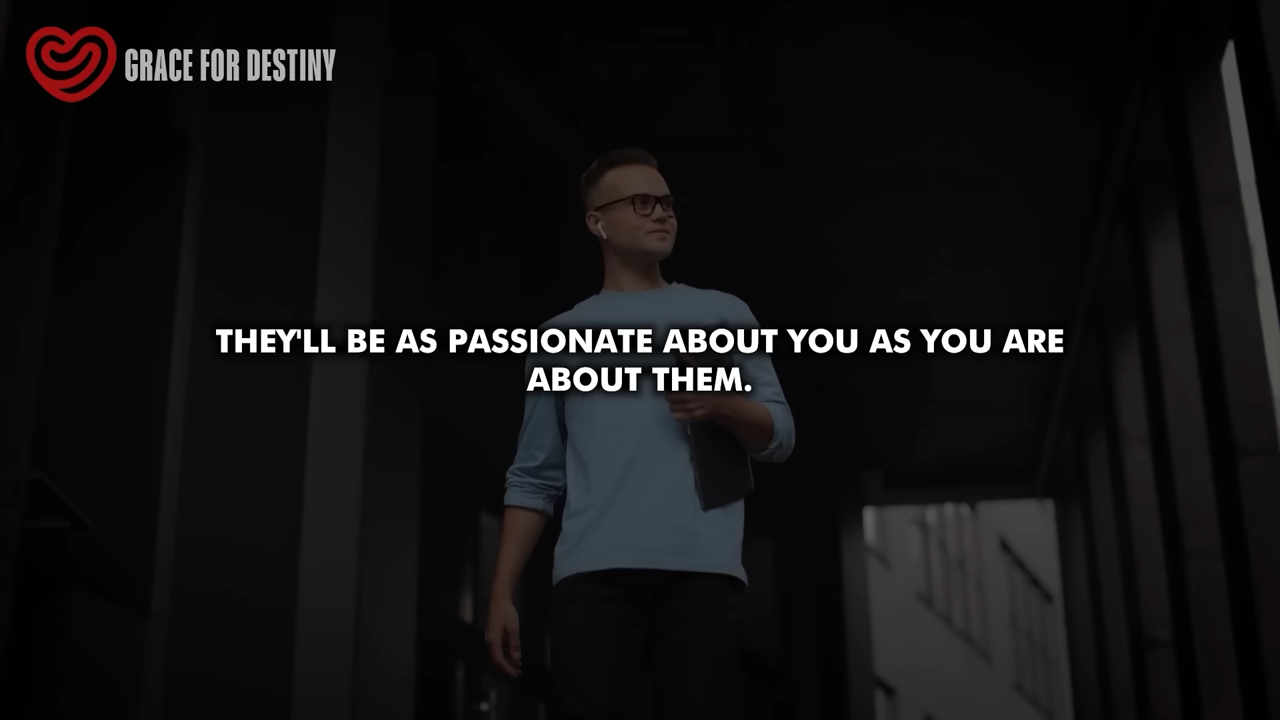 GRACE FOR DESTINY
THEY'LL BE AS PASSIONATE ABOUT YOU AS YOU ARE
ABOUT THEM.